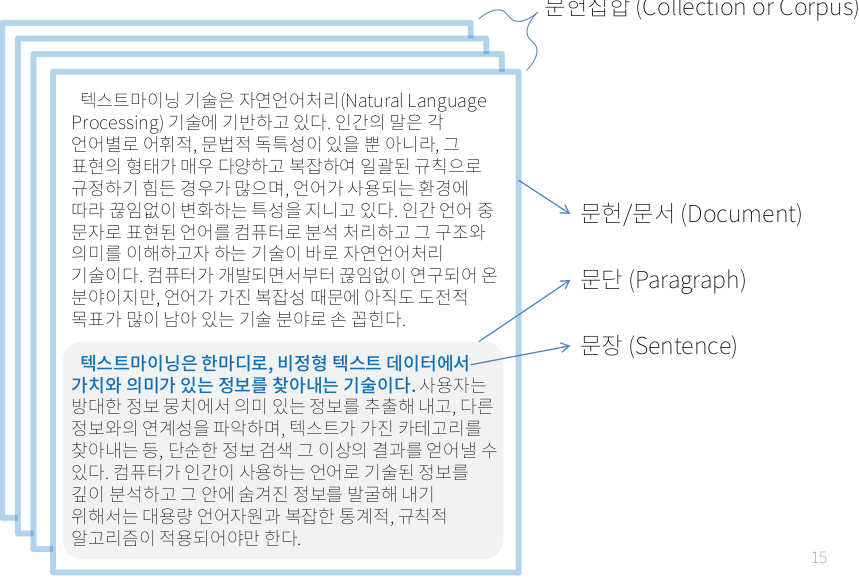 문헌집합 (Collection or Corpus)
텍스트마이닝 기술은 자연언어처리(Natural Language
Processing) 기술에 기반하고 있다. 인간의 말은 각
언어별로 어휘적, 문법적 독특성이 있을 뿐 아니라, 그
표현의 형태가 매우 다양하고 복잡하여 일괄된 규칙으로
규정하기 힘든 경우가 많으며, 언어가 사용되는 환경에
따라 끊임없이 변화하는 특성을 지니고 있다. 인간 언어 중
문자로 표현된 언어를 컴퓨터로 분석 처리하고 그 구조와
의미를 이해하고자 하는 기술이 바로 자연언어처리
기술이다. 컴퓨터가 개발되면서부터 끊임없이 연구되어 온
분야이지만, 언어가 가진 복잡성 때문에 아직도 도전적
목표가 많이 남아 있는 기술 분야로 손 꼽힌다.
텍스트마이닝은 한마디로, 비정형 텍스트 데이터에서
가치와 의미가 있는 정보를 찾아내는 기술이다. 사용자는
방대한 정보 뭉치에서 의미 있는 정보를 추출해 내고, 다른
정보와의 연계성을 파악하며, 텍스트가 가진 카테고리를
찾아내는 등, 단순한 정보 검색 그 이상의 결과를 얻어낼 수
있다. 컴퓨터가 인간이 사용하는 언어로 기술된 정보를
깊이 분석하고 그 안에 숨겨진 정보를 발굴해 내기
위해서는 대용량 언어자원과 복잡한 통계적, 규칙적
알고리즘이 적용되어야만 한다.
문헌/문서 (Document)
문단 (Paragraph)
문장 (Sentence)
15